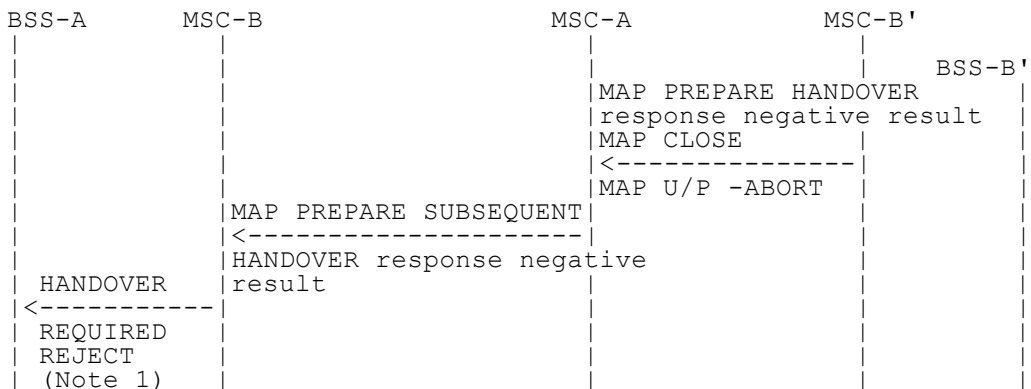 BSS-A MSC-B MSC-A MSC-B'
BSS-B'
MAP PREPARE HANDOVER
response negative result
MAP CLOSE
MAP U/P -ABORT
MAP PREPARE SUBSEQUENT
HANDOVER response negative
HANDOVER result
REQUIRED
REJECT
(Note 1)